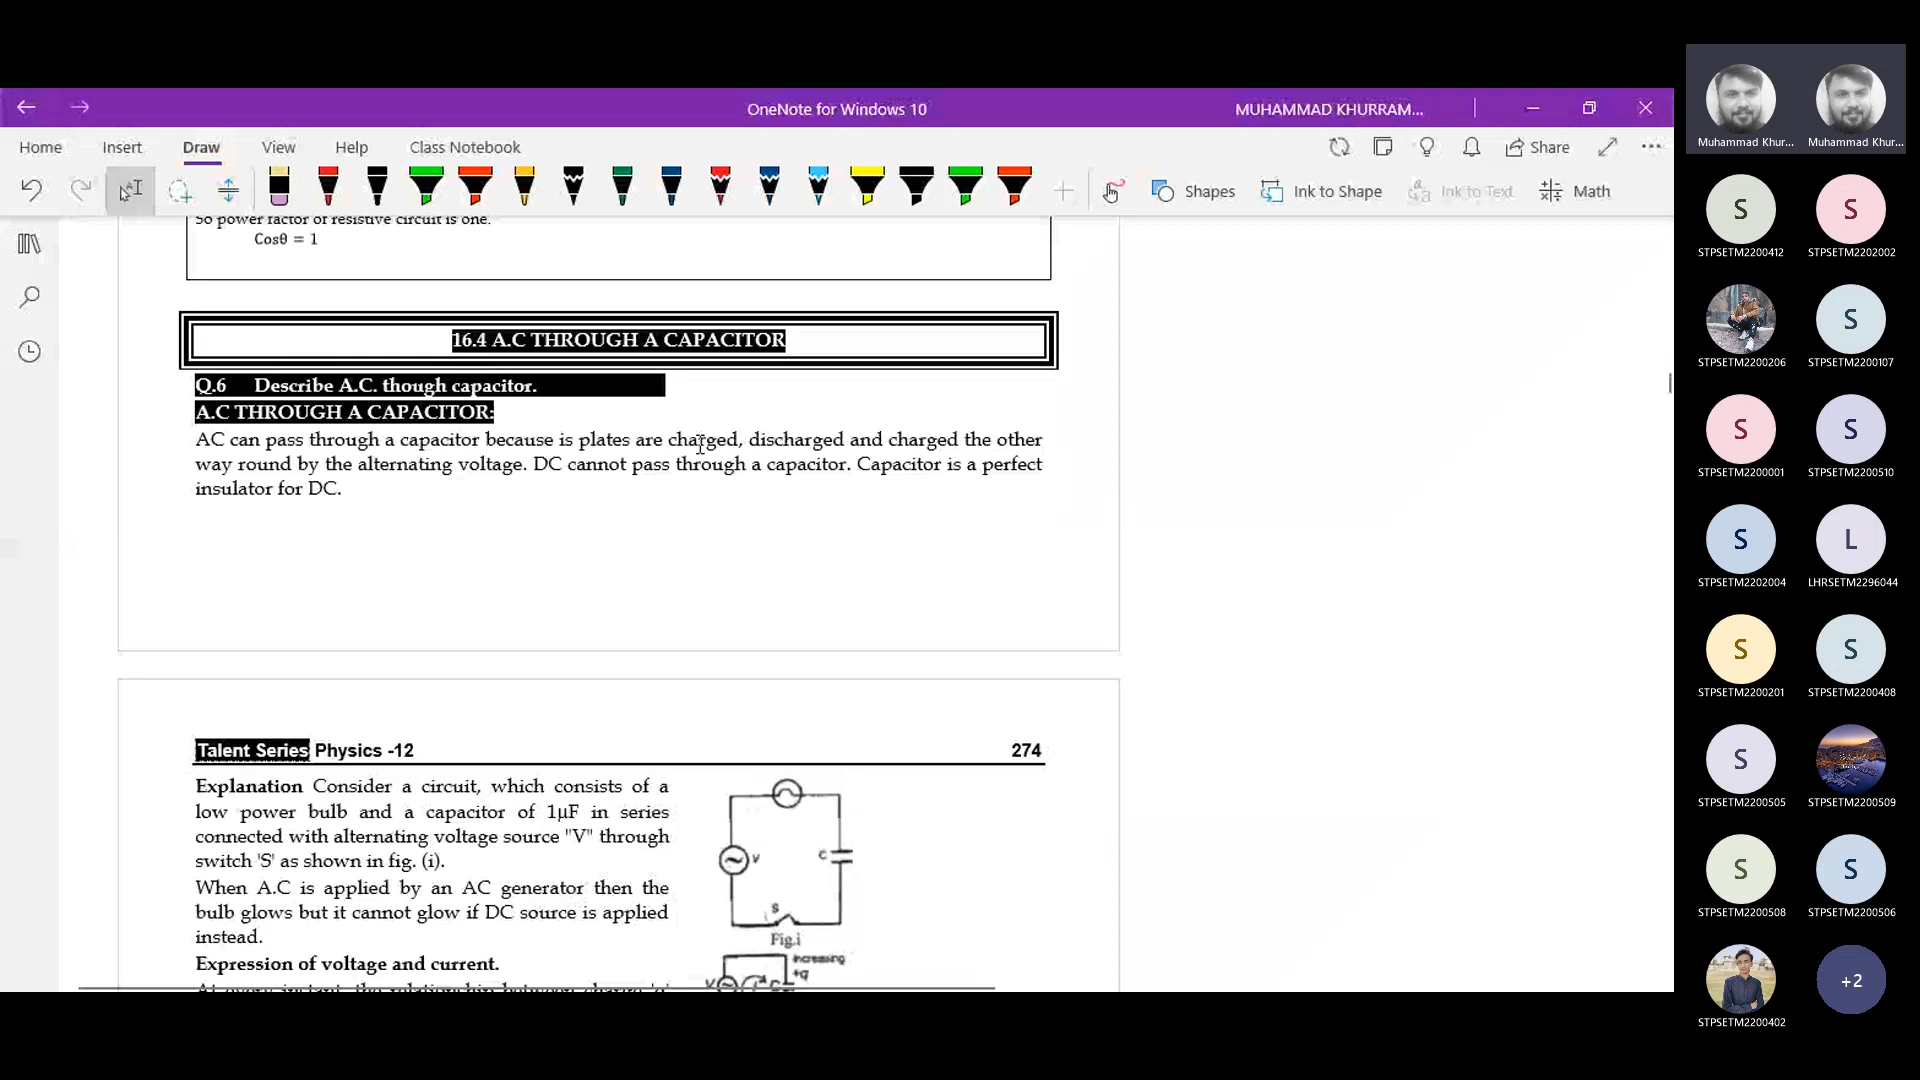 OneNote for Windows 10
MUHAMMAD KHURRAM...
Home Insert Draw View Help Class Notebook
Share
Shapes Ink to Shape Ink to Text Math
So power factor of resistive circuit is one.
Cosθ = 1
16.4 A.C THROUGH A CAPACITOR
Q.6 Describe A.C. though capacitor.
A.C THROUGH A CAPACITOR:
AC can pass through a capacitor because is plates are charged, discharged and charged the other
way round by the alternating voltage. DC cannot pass through a capacitor. Capacitor is a perfect
insulator for DC.
Talent Series Physics -12 274
Explanation Consider a circuit, which consists of a
low power bulb and a capacitor of 1µF in series
connected with alternating voltage source "V" through
switch 'S' as shown in fig. (i).
When A.C is applied by an AC generator then the
bulb glows but it cannot glow if DC source is applied
instead.
Expression of voltage and current.
At every instant, the relationship between charge 'q'
V
C
S
Fig.i
increasing
+q
V
C
Muhammad Khur... Muhammad Khur...
S S
STPSETM2200412 STPSETM2202002
S
STPSETM2200206 STPSETM2200107
S S
STPSETM2200001 STPSETM2200510
S L
STPSETM2202004 LHRSETM2296044
S S
STPSETM2200201 STPSETM2200408
S
STPSETM2200505 STPSETM2200509
S S
STPSETM2200508 STPSETM2200506
+2
STPSETM2200402